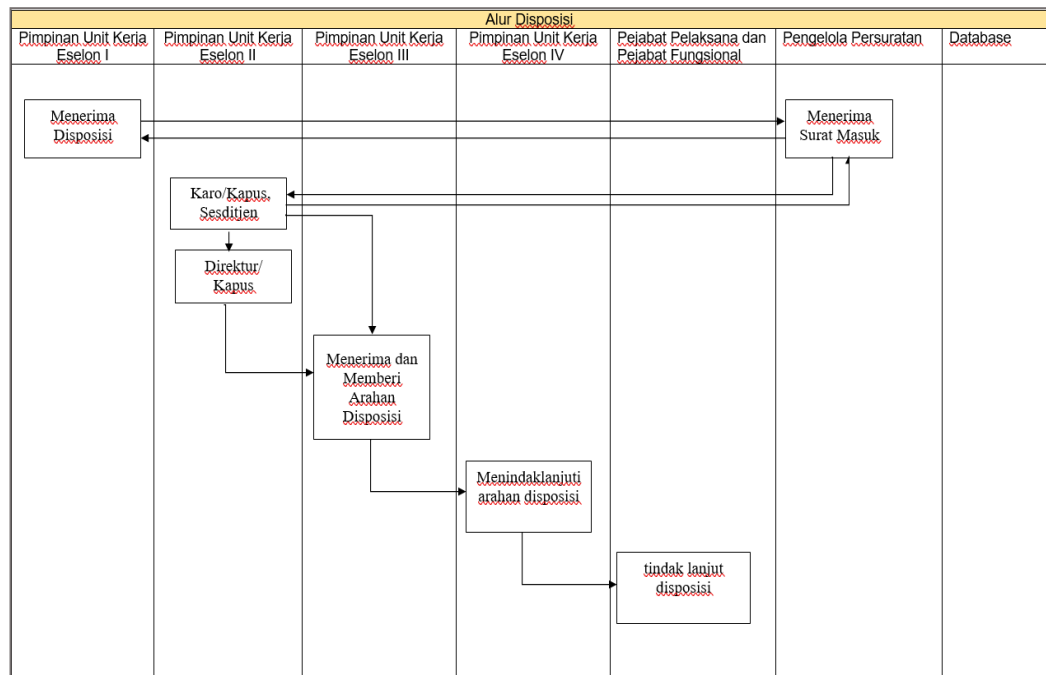 Alur Disposisi
Pimpinan Unit Kerja
Eselon I
Pimpinan Unit Kerja
Eselon II
Pimpinan Unit Kerja
Eselon III
Pimpinan Unit Kerja
Eselon IV
Pejabat Pelaksana dan
Pejabat Fungsional
Pengelola Persuratan
Database
Menerima
Disposisi
Menerima
Surat Masuk
Karo/Kapus,
Sesditjen
Direktur/
Kapus
Menerima dan
Memberi
Arahan
Disposisi
Menindaklanjuti
arahan disposisi
tindak lanjut
disposisi